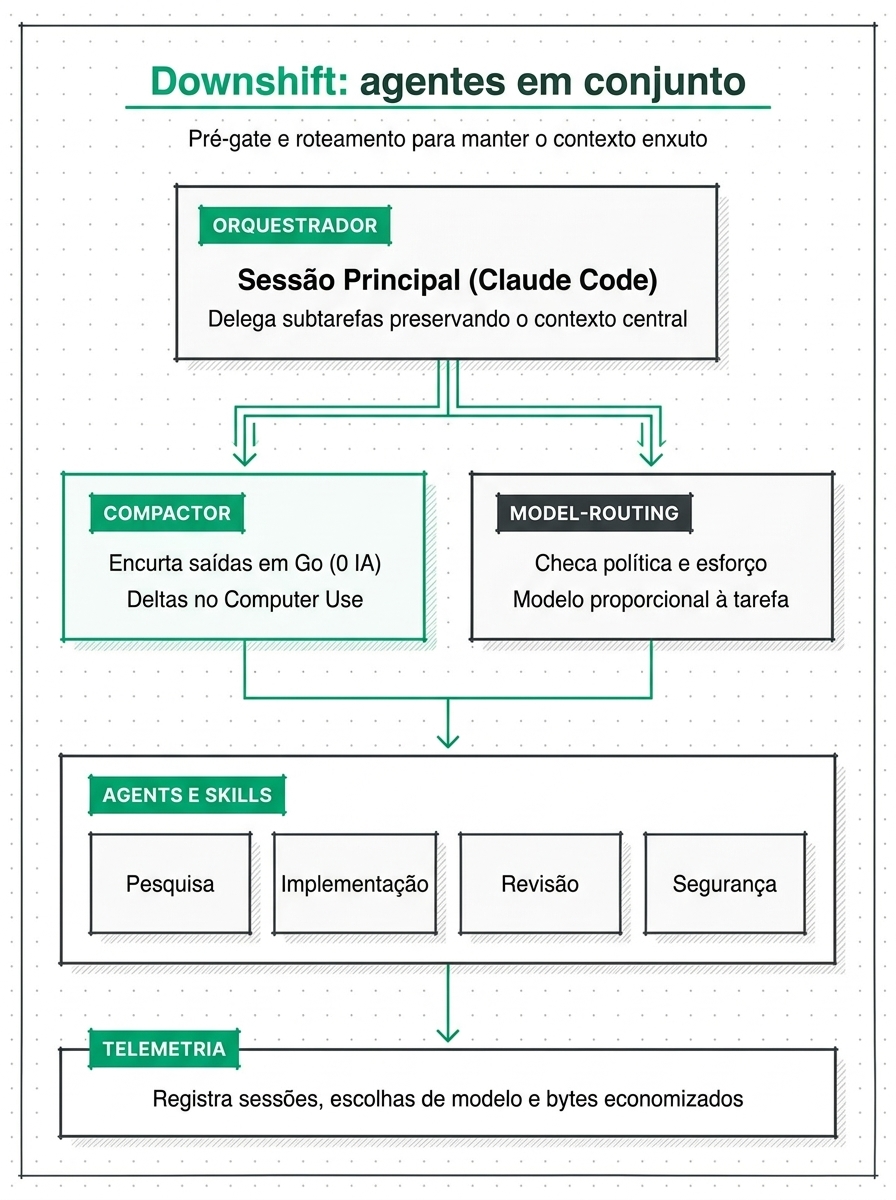 Downshift: agentes em conjunto
Pré-gate e roteamento para manter o contexto enxuto
ORQUESTRADOR
Sessão Principal (Claude Code)
Delega subtarefas preservando o contexto central
COMPACTOR
Encurta saídas em Go (0 IA)
Deltas no Computer Use
MODEL-ROUTING
Checa política e esforço
Modelo proporcional à tarefa
AGENTS E SKILLS
Pesquisa
Implementação
Revisão
Segurança
TELEMETRIA
Registra sessões, escolhas de modelo e bytes economizados